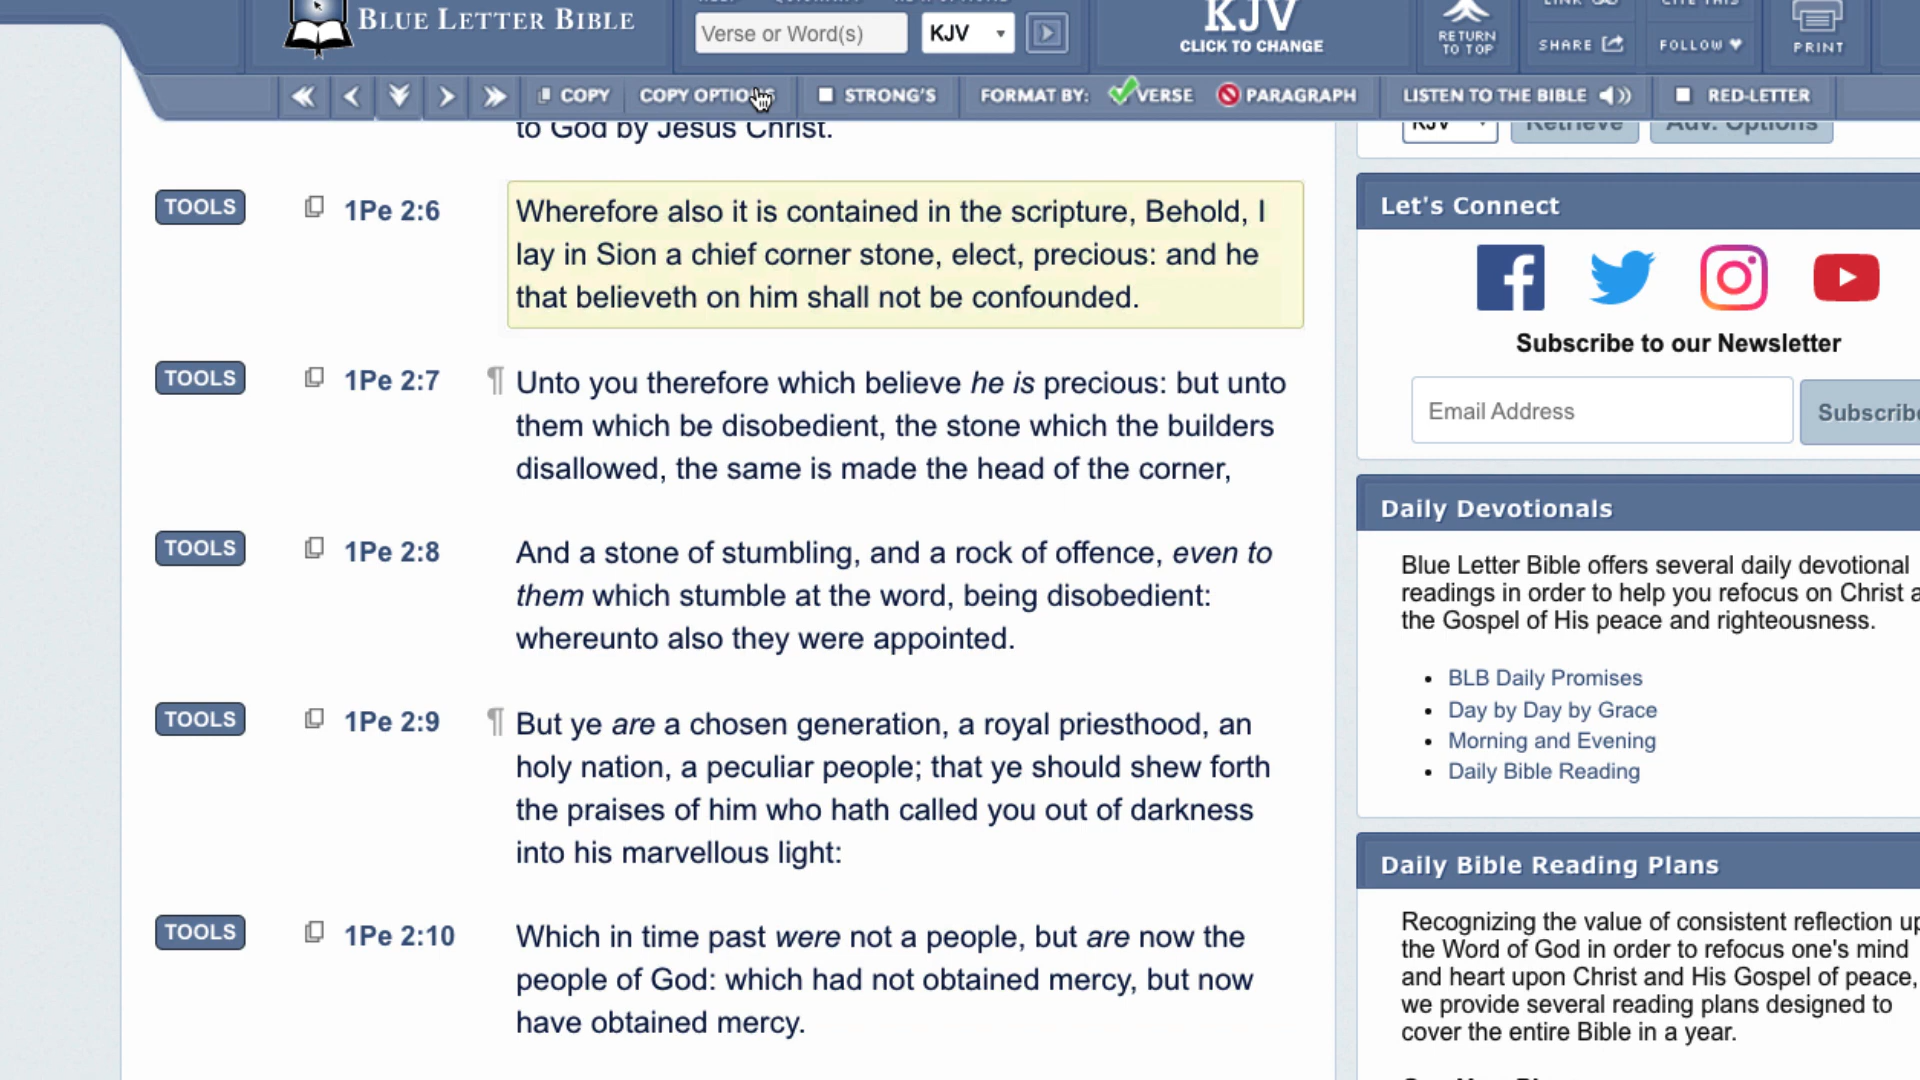 BLUE LETTER BIBLE
Verse or Word(s)
KJV
KJV
CLICK TO CHANGE
RETURN
TO TOP
SHARE
CITE THIS
FOLLOW
PRINT
COPY
COPY OPTIONS
STRONG'S
FORMAT BY:
VERSE
PARAGRAPH
LISTEN TO THE BIBLE
RED-LETTER
to God by Jesus Christ.
TOOLS
1Pe 2:6
Wherefore also it is contained in the scripture, Behold, I
lay in Sion a chief corner stone, elect, precious: and he
that believeth on him shall not be confounded.
TOOLS
1Pe 2:7
¶ Unto you therefore which believe he is precious: but unto
them which be disobedient, the stone which the builders
disallowed, the same is made the head of the corner,
TOOLS
1Pe 2:8
And a stone of stumbling, and a rock of offence, even to
them which stumble at the word, being disobedient:
whereunto also they were appointed.
TOOLS
1Pe 2:9
¶ But ye are a chosen generation, a royal priesthood, an
holy nation, a peculiar people; that ye should shew forth
the praises of him who hath called you out of darkness
into his marvellous light:
TOOLS
1Pe 2:10
Which in time past were not a people, but are now the
people of God: which had not obtained mercy, but now
have obtained mercy.
KJV
Retrieve
Adv. Options
Let's Connect
Subscribe to our Newsletter
Email Address
Subscribe
Daily Devotionals
Blue Letter Bible offers several daily devotional
readings in order to help you refocus on Christ a
the Gospel of His peace and righteousness.
• BLB Daily Promises
• Day by Day by Grace
• Morning and Evening
• Daily Bible Reading
Daily Bible Reading Plans
Recognizing the value of consistent reflection up
the Word of God in order to refocus one's mind
and heart upon Christ and His Gospel of peace,
we provide several reading plans designed to
cover the entire Bible in a year.